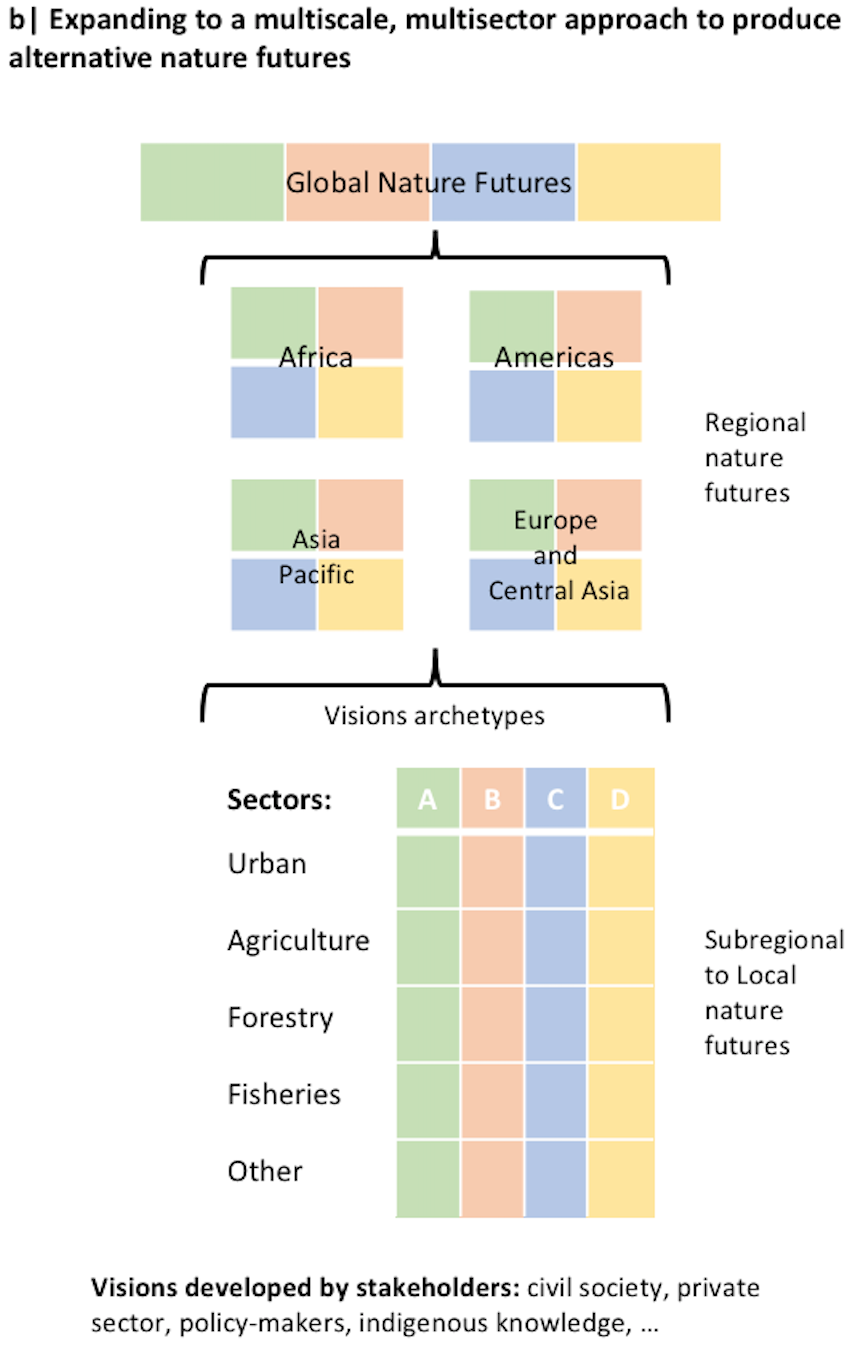 b| Expanding to a multiscale, multisector approach to produce
alternative nature futures
Global Nature Futures
Africa
Americas
Regional
nature
futures
Asia
Pacific
Europe
and
Central Asia
Visions archetypes
Sectors:
A
B
C
D
Urban
Agriculture
Forestry
Fisheries
Other
Subregional
to Local
nature
futures
Visions developed by stakeholders: civil society, private
sector, policy-makers, indigenous knowledge, ...